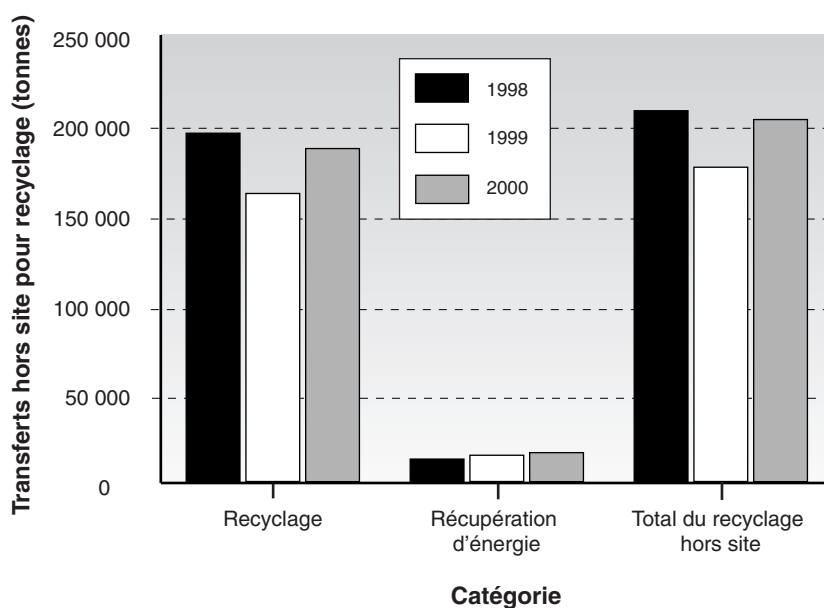 Transferts hors site pour recyclage (tonnes)
250 000
200 000
150 000
100 000
50 000
0
1998
1999
2000
Recyclage
Récupération
d'énergie
Total du recyclage
hors site
Catégorie